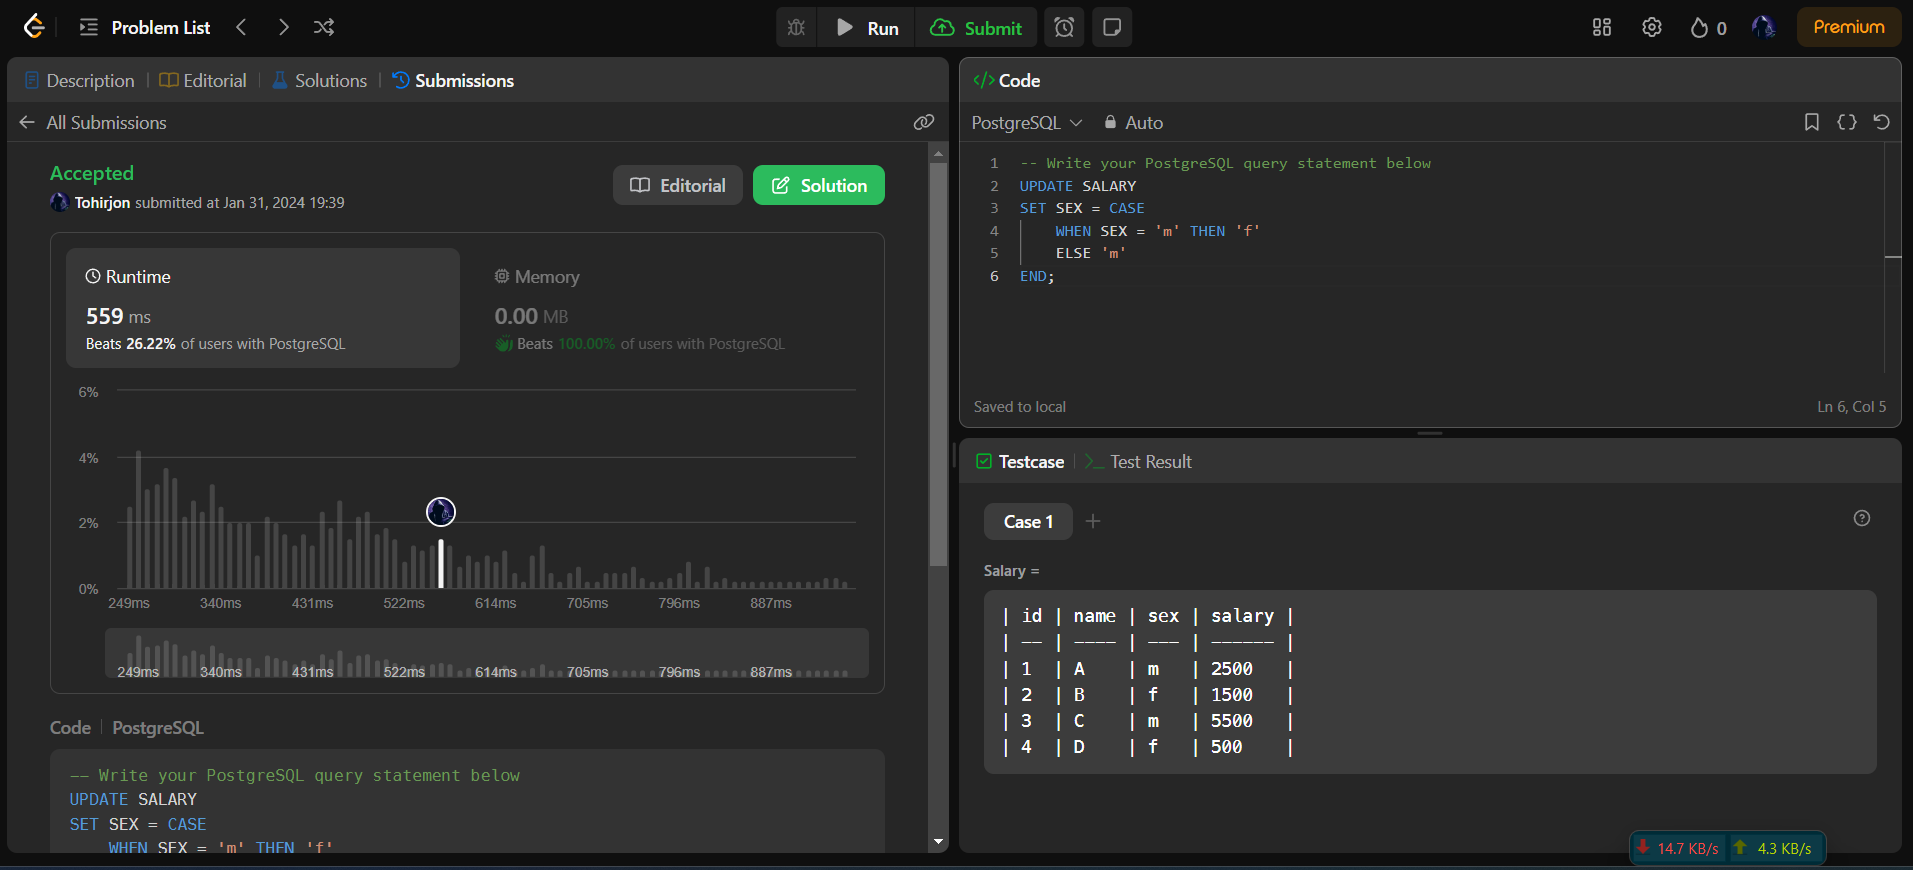 Problem List
Run
Submit
0
Premium
Description
Editorial
Solutions
Submissions
All Submissions
Accepted
Tohirjon submitted at Jan 31, 2024 19:39
Editorial
Solution
Runtime
559 ms
Beats 26.22% of users with PostgreSQL
Memory
0.00 MB
Beats 100.00% of users with PostgreSQL
6%
4%
2%
0%
249ms 340ms 431ms 522ms 614ms 705ms 796ms 887ms
249ms 340ms 431ms 522ms 614ms 705ms 796ms 887ms
Code | PostgreSQL
-- Write your PostgreSQL query statement below
UPDATE SALARY
SET SEX = CASE
WHEN SEX = 'm' THEN 'f'
</> Code
PostgreSQL
Auto
{}
1 -- Write your PostgreSQL query statement below
2 UPDATE SALARY
3 SET SEX = CASE
4 WHEN SEX = 'm' THEN 'f'
5 ELSE 'm'
6 END;
Saved to local
Ln 6, Col 5
Testcase
>_ Test Result
Case 1 +
Salary =
| id | name | sex | salary |
| -- | ---- | --- | ------ |
| 1 | A | m | 2500 |
| 2 | B | f | 1500 |
| 3 | C | m | 5500 |
| 4 | D | f | 500 |
14.7 KB/s 4.3 KB/s